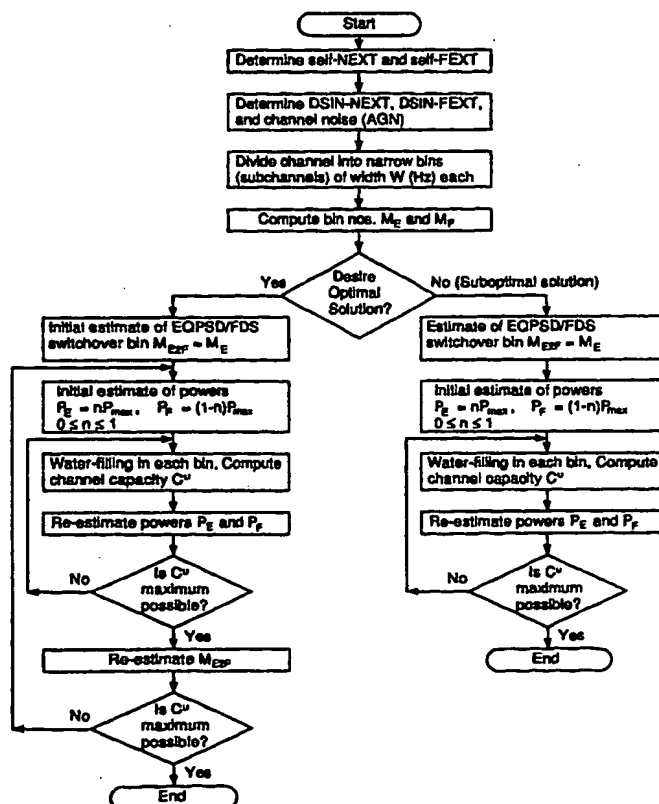 Start
Determine self-NEXT and self-FEXT
Determine DSIN-NEXT, DSIN-FEXT,
and channel noise (AGN)
Divide channel into narrow bins
(subchannels) of width W (Hz) each
Compute bin nos. M_E and M_F
Desire
Optimal
Solution?
Yes
No (Suboptimal solution)
Initial estimate of EQPSD/FDS
switchover bin M_E2F = M_E
Initial estimate of powers
P_E = nP_max, P_F = (1-n)P_max
0 ≤ n ≤ 1
Water-filling in each bin, Compute
channel capacity C^u
Re-estimate powers P_E and P_F
Is C^u
maximum
possible?
No
Yes
Re-estimate M_E2F
Is C^u
maximum
possible?
No
Yes
End
Estimate of EQPSD/FDS
switchover bin M_E2F = M_E
Initial estimate of powers
P_E = nP_max, P_F = (1-n)P_max
0 ≤ n ≤ 1
Water-filling in each bin, Compute
channel capacity C^u
Re-estimate powers P_E and P_F
Is C^u
maximum
possible?
No
Yes
End